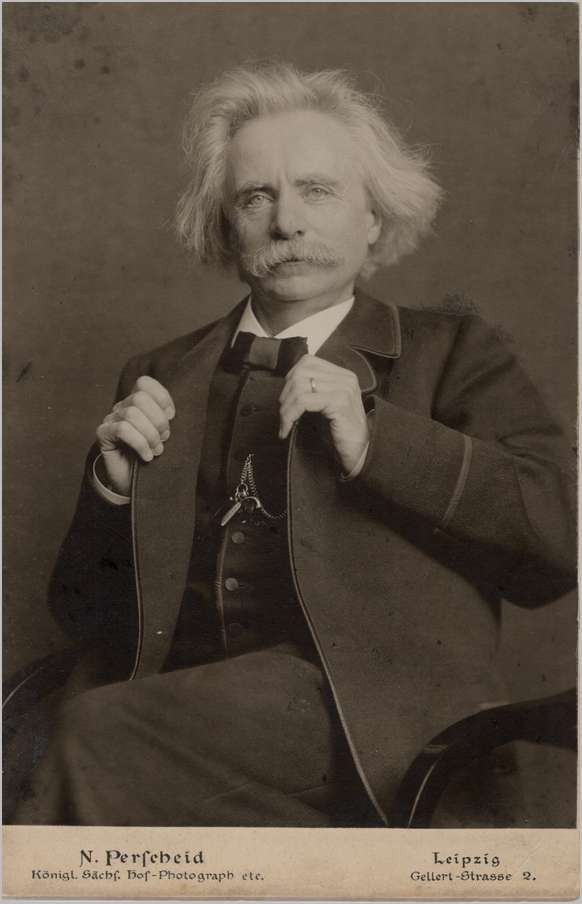 N. Perſcheid
Königl. Sächſ. Hof-Photograph etc.
Leipzig
Gellert-Strasse 2.